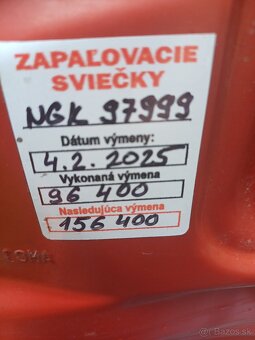 ZAPAĽOVACIE
SVIEČKY
NGK 97999
Dátum výmeny:
4.2.2025
Vykonaná výmena
96 400
Nasledujúca výmena
156 400
Bazos.sk